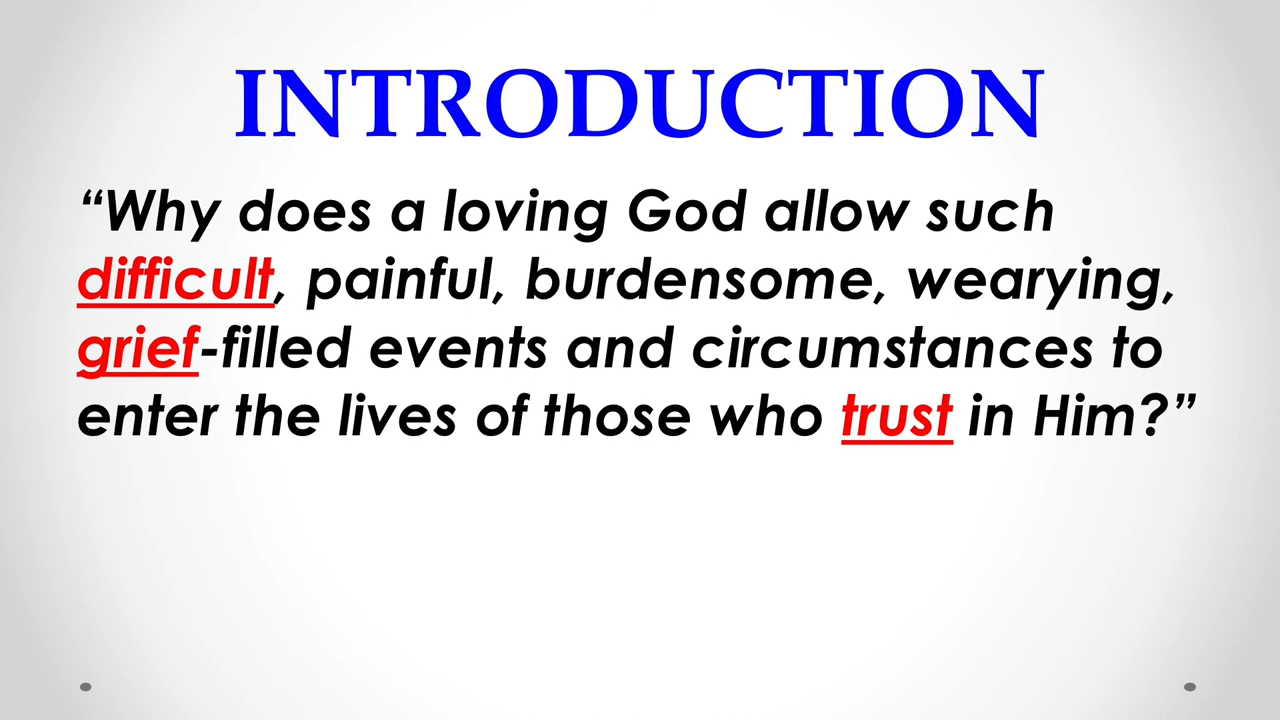 INTRODUCTION
“Why does a loving God allow such
difficult, painful, burdensome, wearying,
grief-filled events and circumstances to
enter the lives of those who trust in Him?”